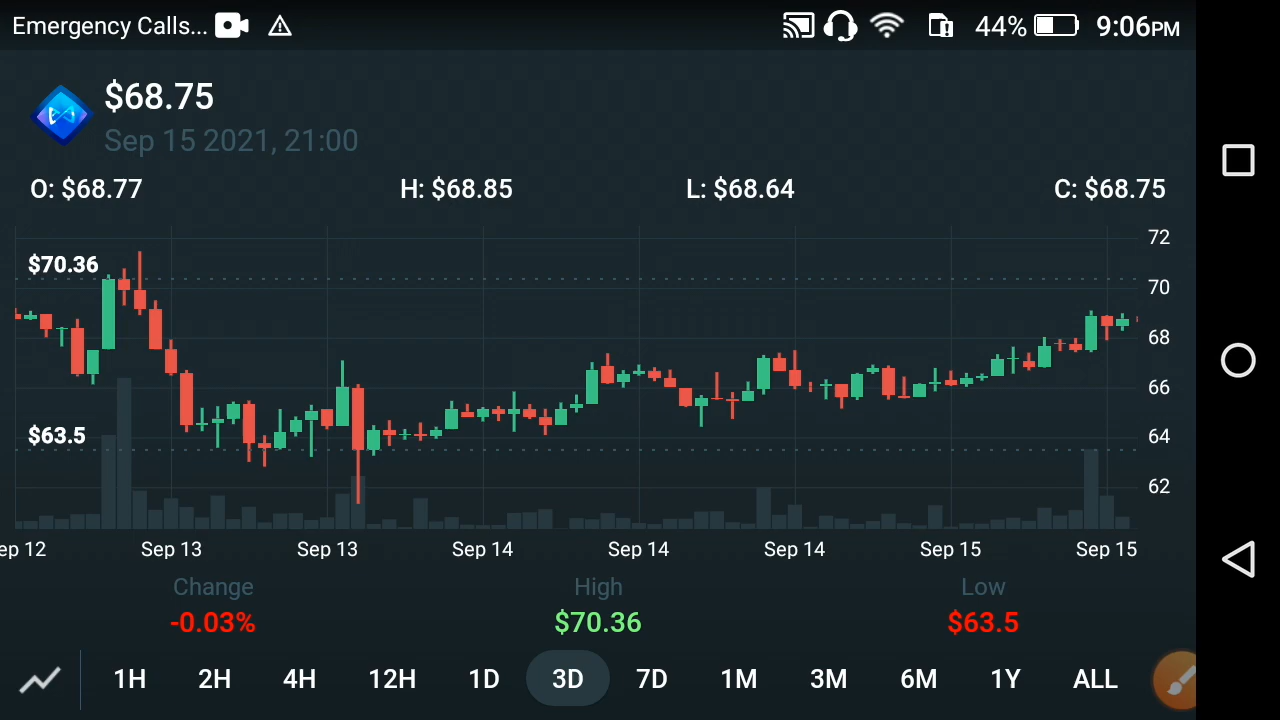 Emergency Calls... 44% 9:06PM
$68.75
Sep 15 2021, 21:00
O: $68.77 H: $68.85 L: $68.64 C: $68.75
72
$70.36
70
68
66
$63.5
64
62
ep 12 Sep 13 Sep 13 Sep 14 Sep 14 Sep 14 Sep 15 Sep 15
Change High Low
-0.03% $70.36 $63.5
1H 2H 4H 12H 1D 3D 7D 1M 3M 6M 1Y ALL